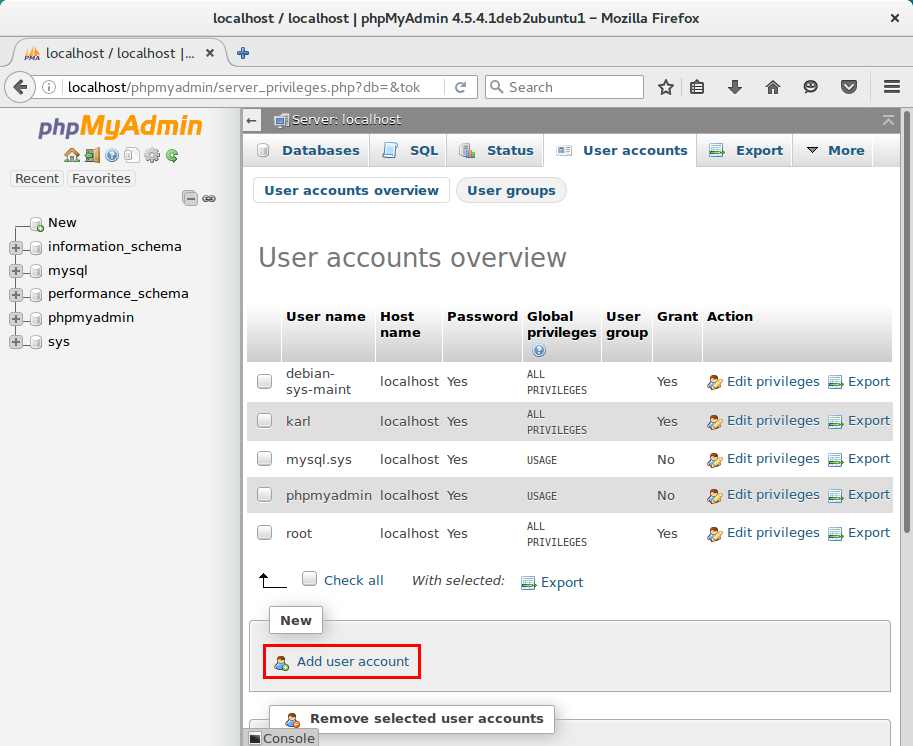 localhost / localhost | phpMyAdmin 4.5.4.1deb2ubuntu1 – Mozilla Firefox
PMA localhost / localhost |...
localhost/phpmyadmin/server_privileges.php?db=&tok
Search
phpMyAdmin
Recent Favorites
New
information_schema
mysql
performance_schema
phpmyadmin
sys
Server: localhost
Databases SQL Status User accounts Export More
User accounts overview User groups
User accounts overview
User name Host name Password Global privileges User group Grant Action
debian-sys-maint localhost Yes ALL PRIVILEGES Yes Edit privileges Export
karl localhost Yes ALL PRIVILEGES Yes Edit privileges Export
mysql.sys localhost Yes USAGE No Edit privileges Export
phpmyadmin localhost Yes USAGE No Edit privileges Export
root localhost Yes ALL PRIVILEGES Yes Edit privileges Export
Check all With selected: Export
New
Add user account
Remove selected user accounts
Console